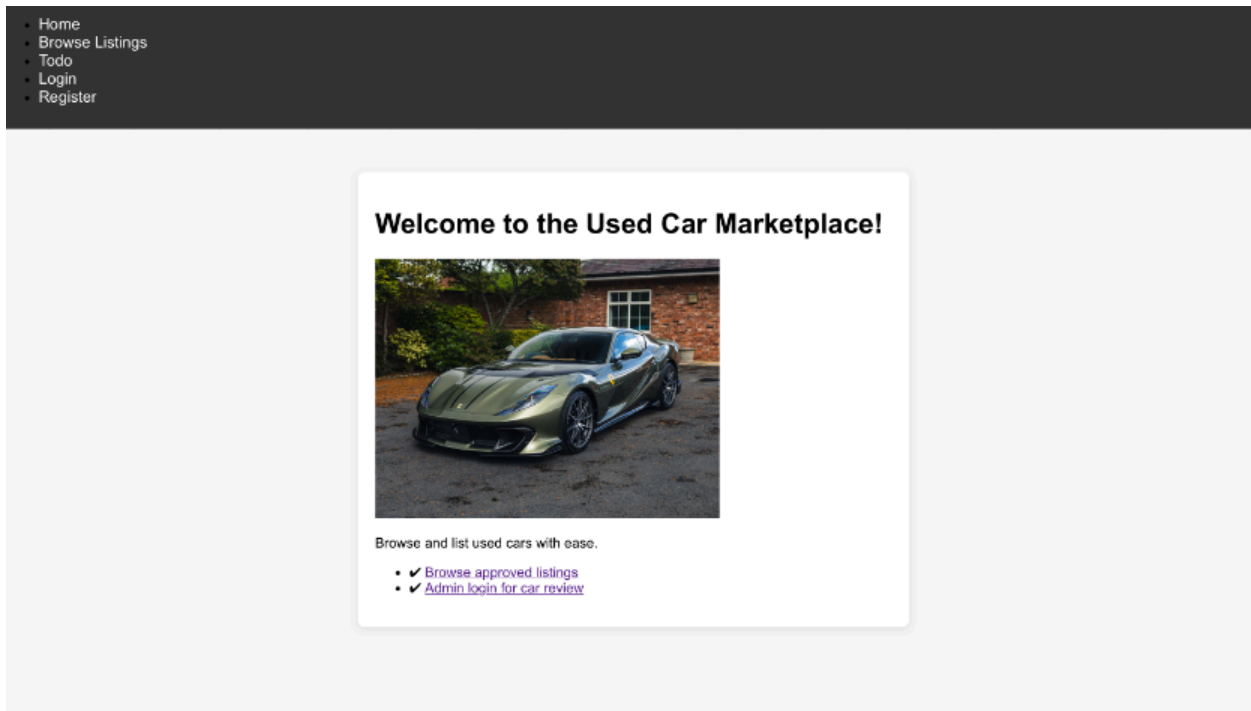 Home
Browse Listings
Todo
Login
Register
Welcome to the Used Car Marketplace!
Browse and list used cars with ease.
✔ Browse approved listings
✔ Admin login for car review